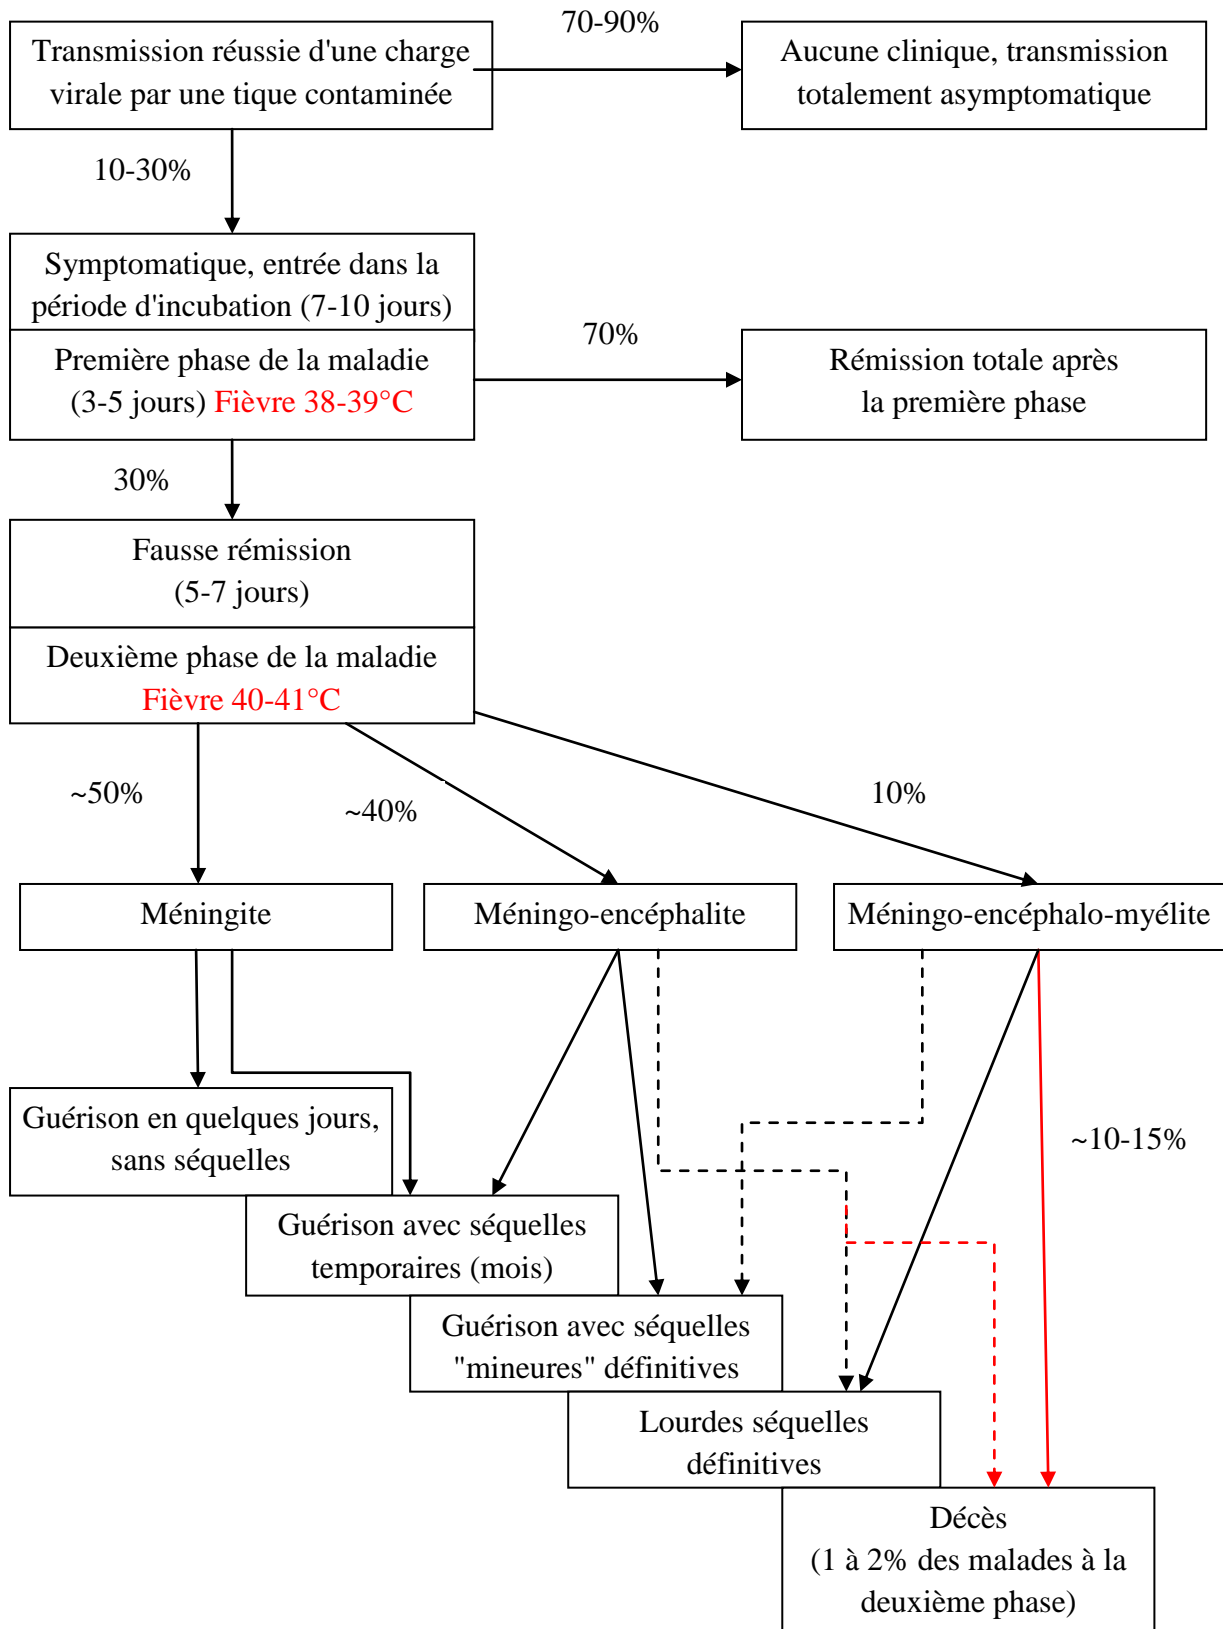 70-90%
Transmission réussie d'une charge
virale par une tique contaminée
Aucune clinique, transmission
totalement asymptomatique
10-30%
Symptomatique, entrée dans la
période d'incubation (7-10 jours)
Première phase de la maladie
(3-5 jours) Fièvre 38-39°C
70%
Rémission totale après
la première phase
30%
Fausse rémission
(5-7 jours)
Deuxième phase de la maladie
Fièvre 40-41°C
~50%
~40%
10%
Méningite
Méningo-encéphalite
Méningo-encéphalo-myélite
Guérison en quelques jours,
sans séquelles
~10-15%
Guérison avec séquelles
temporaires (mois)
Guérison avec séquelles
"mineures" définitives
Lourdes séquelles
définitives
Décès
(1 à 2% des malades à la
deuxième phase)